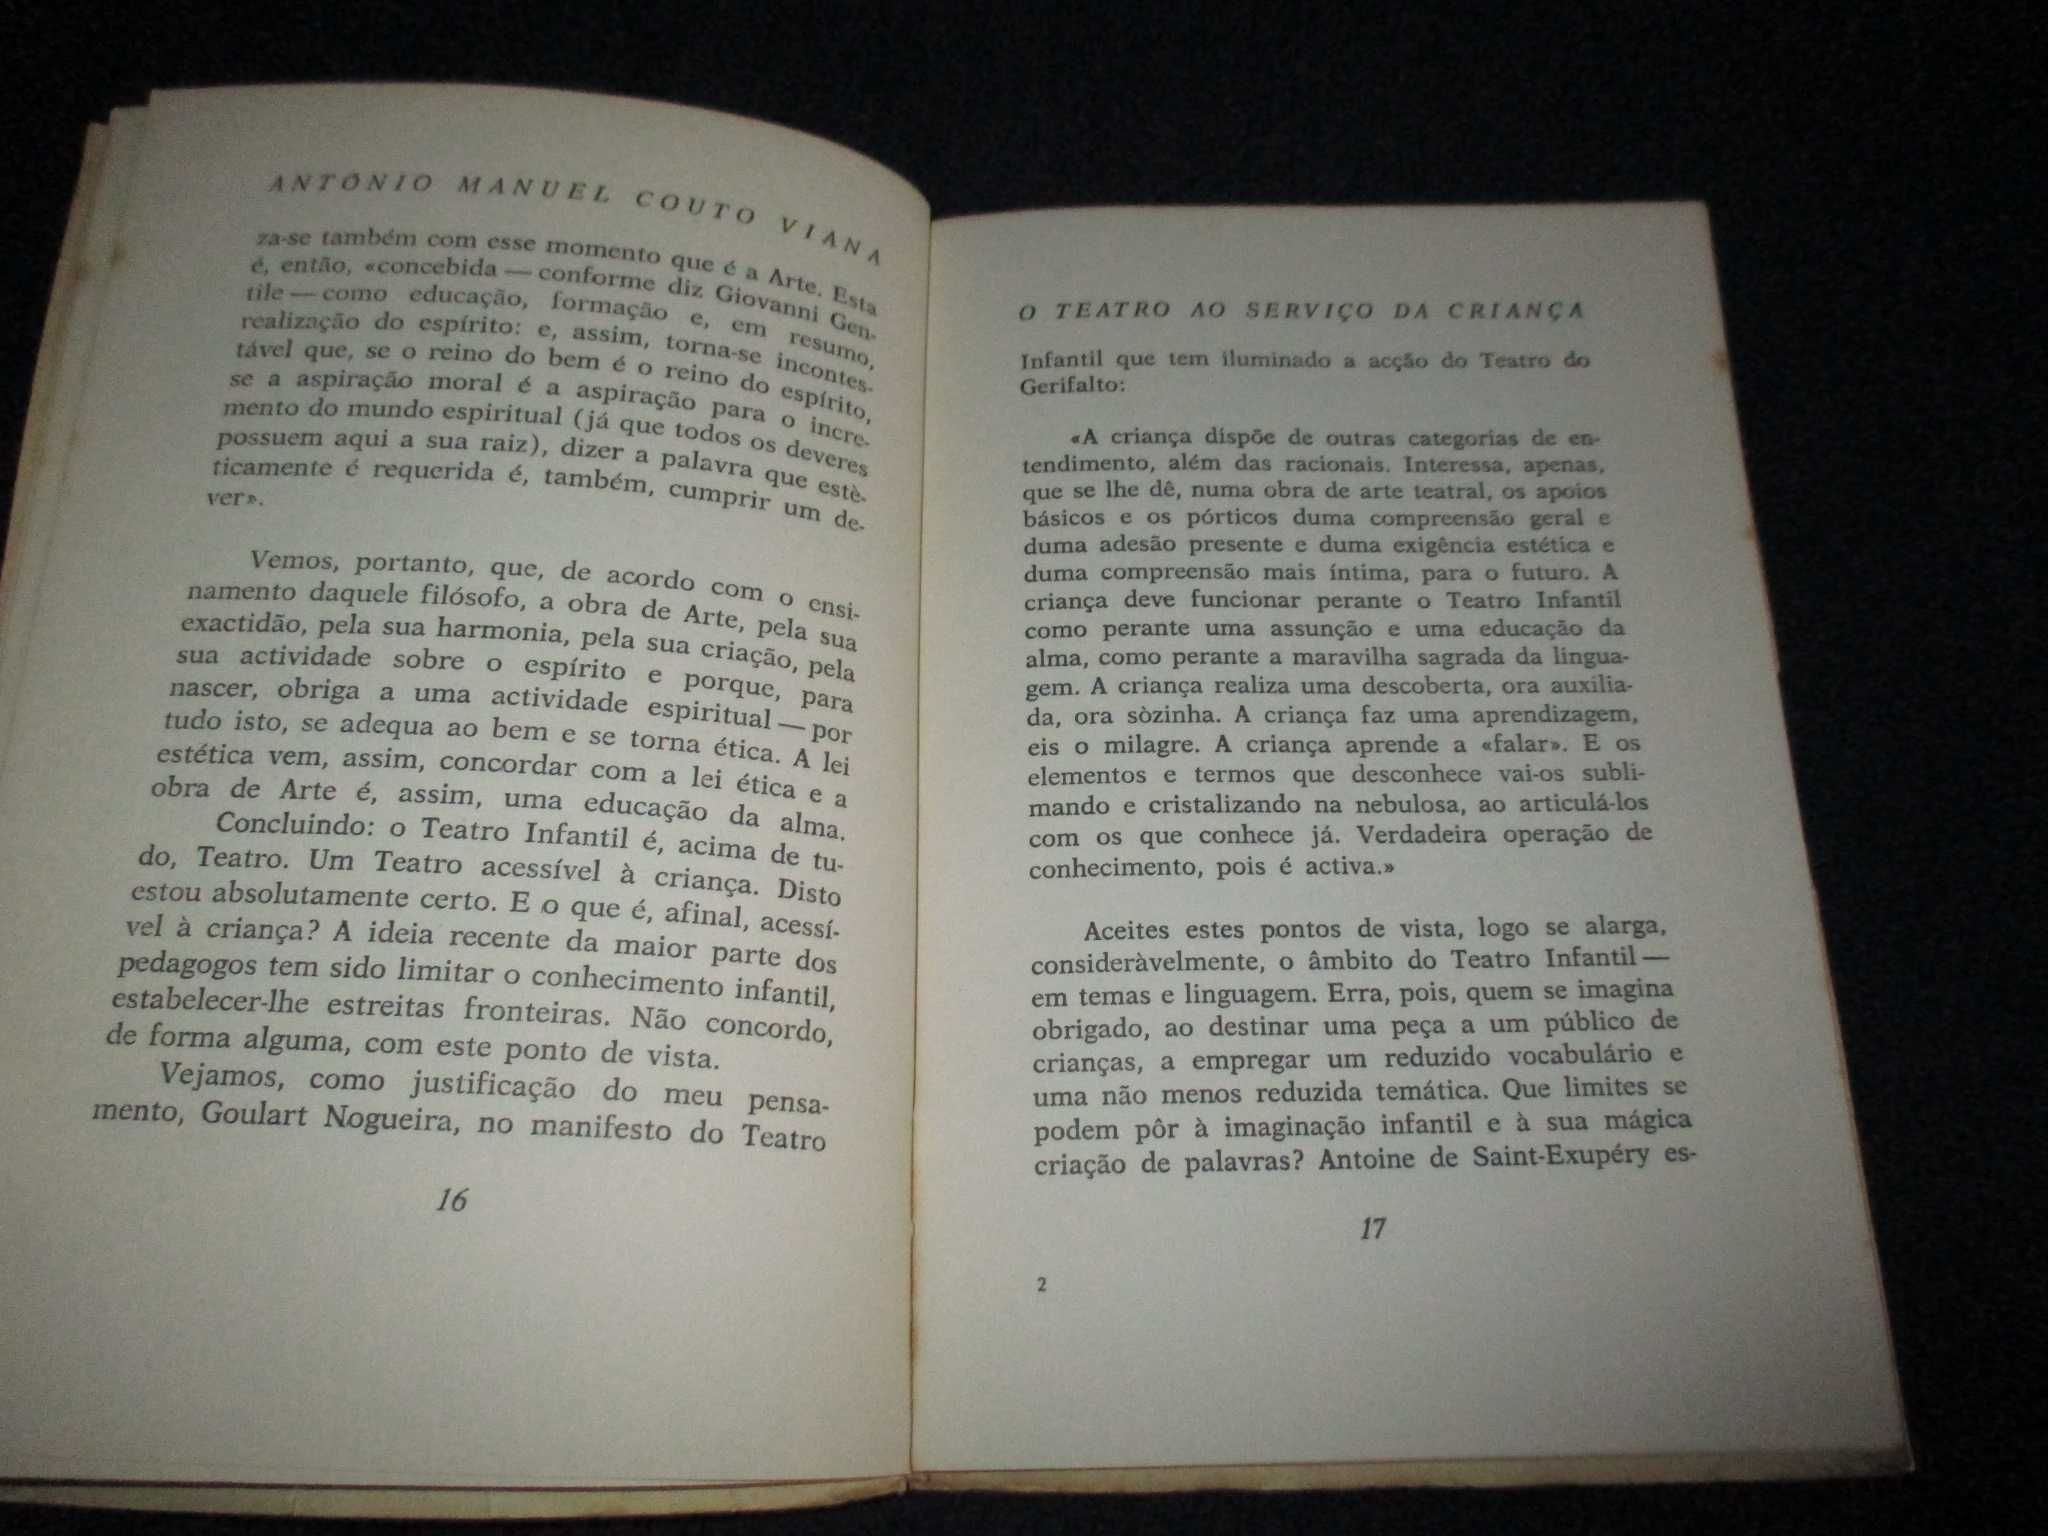 ANTÓNIO MANUEL COUTO VIANA
za-se também com esse momento que é a Arte. Esta
é, então, «concebida — conforme diz Giovanni Gen-
tile — como educação, formação e, em resumo,
realização do espírito: e, assim, torna-se incontes-
tável que, se o reino do bem é o reino do espírito,
se a aspiração moral é a aspiração para o incre-
mento do mundo espiritual (já que todos os deveres
possuem aqui a sua raiz), dizer a palavra que estè-
ticamente é requerida é, também, cumprir um de-
ver».
Vemos, portanto, que, de acordo com o ensi-
namento daquele filósofo, a obra de Arte, pela sua
exactidão, pela sua harmonia, pela sua criação, pela
sua actividade sobre o espírito e porque, para
nascer, obriga a uma actividade espiritual — por
tudo isto, se adequa ao bem e se torna ética. A lei
estética vem, assim, concordar com a lei ética e a
obra de Arte é, assim, uma educação da alma.
Concluindo: o Teatro Infantil é, acima de tu-
do, Teatro. Um Teatro acessível à criança. Disto
estou absolutamente certo. E o que é, afinal, acessí-
vel à criança? A ideia recente da maior parte dos
pedagogos tem sido limitar o conhecimento infantil,
estabelecer-lhe estreitas fronteiras. Não concordo,
de forma alguma, com este ponto de vista.
Vejamos, como justificação do meu pensa-
mento, Goulart Nogueira, no manifesto do Teatro
16
O TEATRO AO SERVIÇO DA CRIANÇA
Infantil que tem iluminado a acção do Teatro do
Gerifalto:
«A criança dispõe de outras categorias de en-
tendimento, além das racionais. Interessa, apenas,
que se lhe dê, numa obra de arte teatral, os apoios
básicos e os pórticos duma compreensão geral e
duma adesão presente e duma exigência estética e
duma compreensão mais íntima, para o futuro. A
criança deve funcionar perante o Teatro Infantil
como perante uma assunção e uma educação da
alma, como perante a maravilha sagrada da lingua-
gem. A criança realiza uma descoberta, ora auxilia-
da, ora sòzinha. A criança faz uma aprendizagem,
eis o milagre. A criança aprende a «falar». E os
elementos e termos que desconhece vai-os subli-
mando e cristalizando na nebulosa, ao articulá-los
com os que conhece já. Verdadeira operação de
conhecimento, pois é activa.»
Aceites estes pontos de vista, logo se alarga,
consideràvelmente, o âmbito do Teatro Infantil —
em temas e linguagem. Erra, pois, quem se imagina
obrigado, ao destinar uma peça a um público de
crianças, a empregar um reduzido vocabulário e
uma não menos reduzida temática. Que limites se
podem pôr à imaginação infantil e à sua mágica
criação de palavras? Antoine de Saint-Exupéry es-
17
2